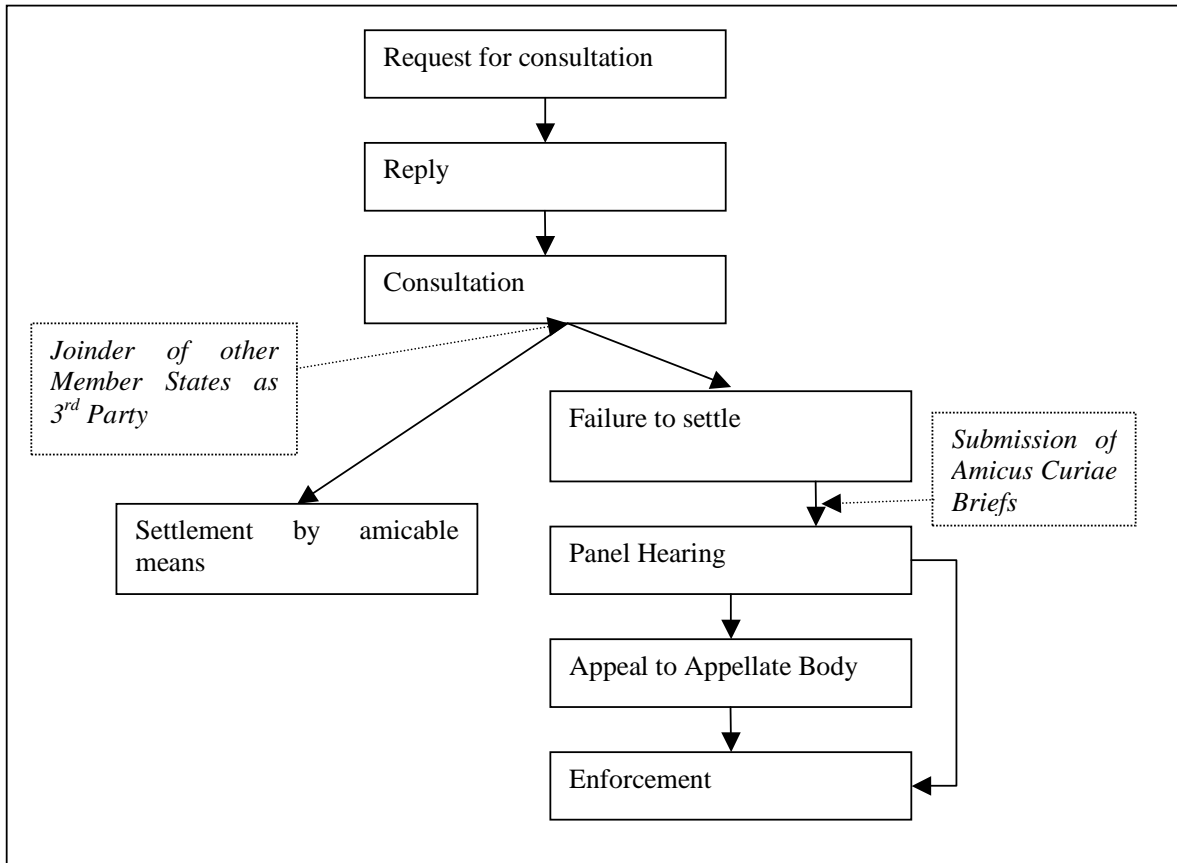 Request for consultation
Reply
Consultation
Joinder of other
Member States as
3rd Party
Failure to settle
Submission of
Amicus Curiae
Briefs
Settlement by amicable
means
Panel Hearing
Appeal to Appellate Body
Enforcement